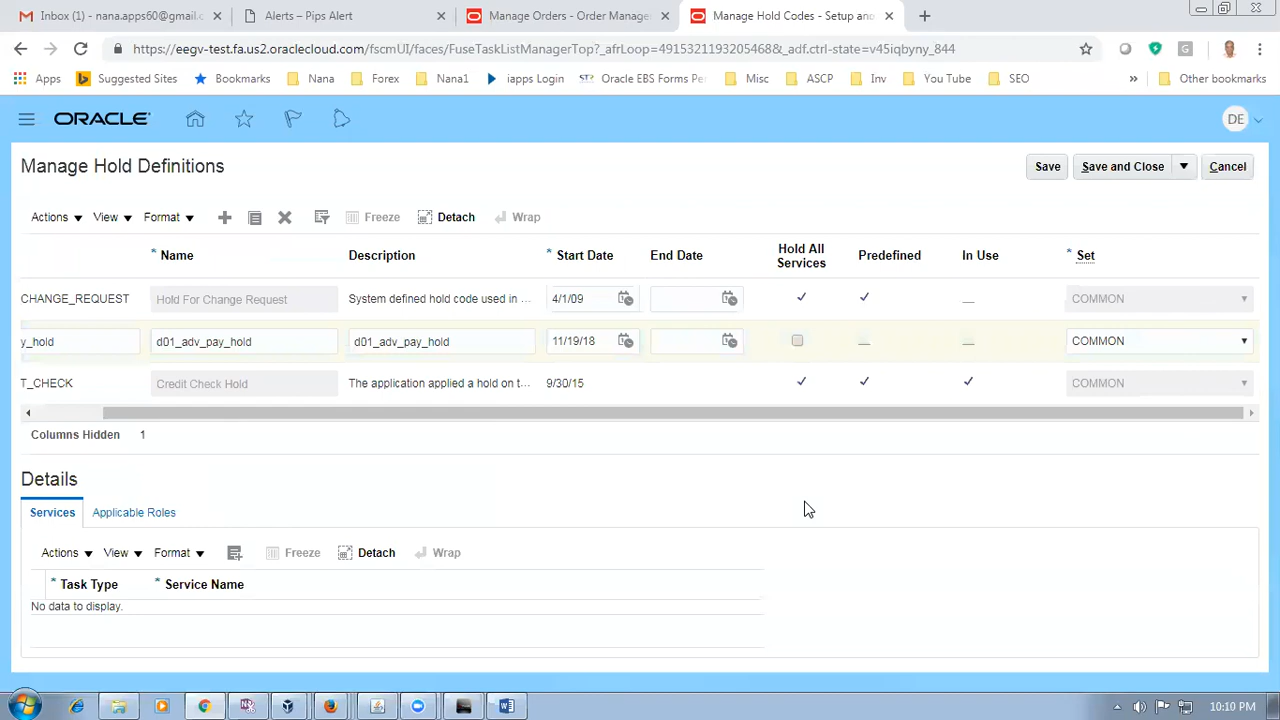 Inbox (1) - nana.apps60@gmail.c
Alerts – Pips Alert
Manage Orders - Order Manage
Manage Hold Codes - Setup and
https://eegv-test.fa.us2.oraclecloud.com/fscmUI/faces/FuseTaskListManagerTop?_afrLoop=49153211932054688&_adf.ctrl-state=v45iqbyny_844
Apps
Suggested Sites
Bookmarks
Nana
Forex
Nana1
iapps Login
Oracle EBS Forms Pe
Misc
ASCP
Inv
You Tube
SEO
»
Other bookmarks
ORACLE
DE
Manage Hold Definitions
Save
Save and Close
Cancel
Actions View Format Freeze Detach Wrap
* Name Description * Start Date End Date Hold All Services Predefined In Use * Set
CHANGE_REQUEST Hold For Change Request System defined hold code used in ... 4/1/09 COMMON
y_hold d01_adv_pay_hold d01_adv_pay_hold 11/19/18 COMMON
T_CHECK Credit Check Hold The application applied a hold on t... 9/30/15 COMMON
Columns Hidden 1
Details
Services Applicable Roles
Actions View Format Freeze Detach Wrap
* Task Type * Service Name
No data to display.
10:10 PM